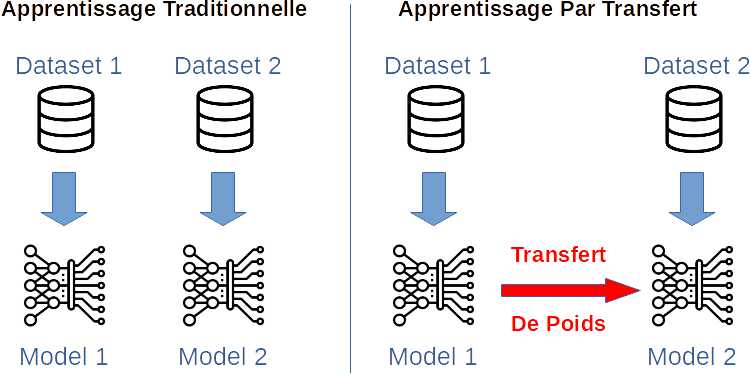 Apprentissage Traditionnelle
Apprentissage Par Transfert
Dataset 1
Dataset 2
Dataset 1
Dataset 2
Transfert
De Poids
Model 1
Model 2
Model 1
Model 2